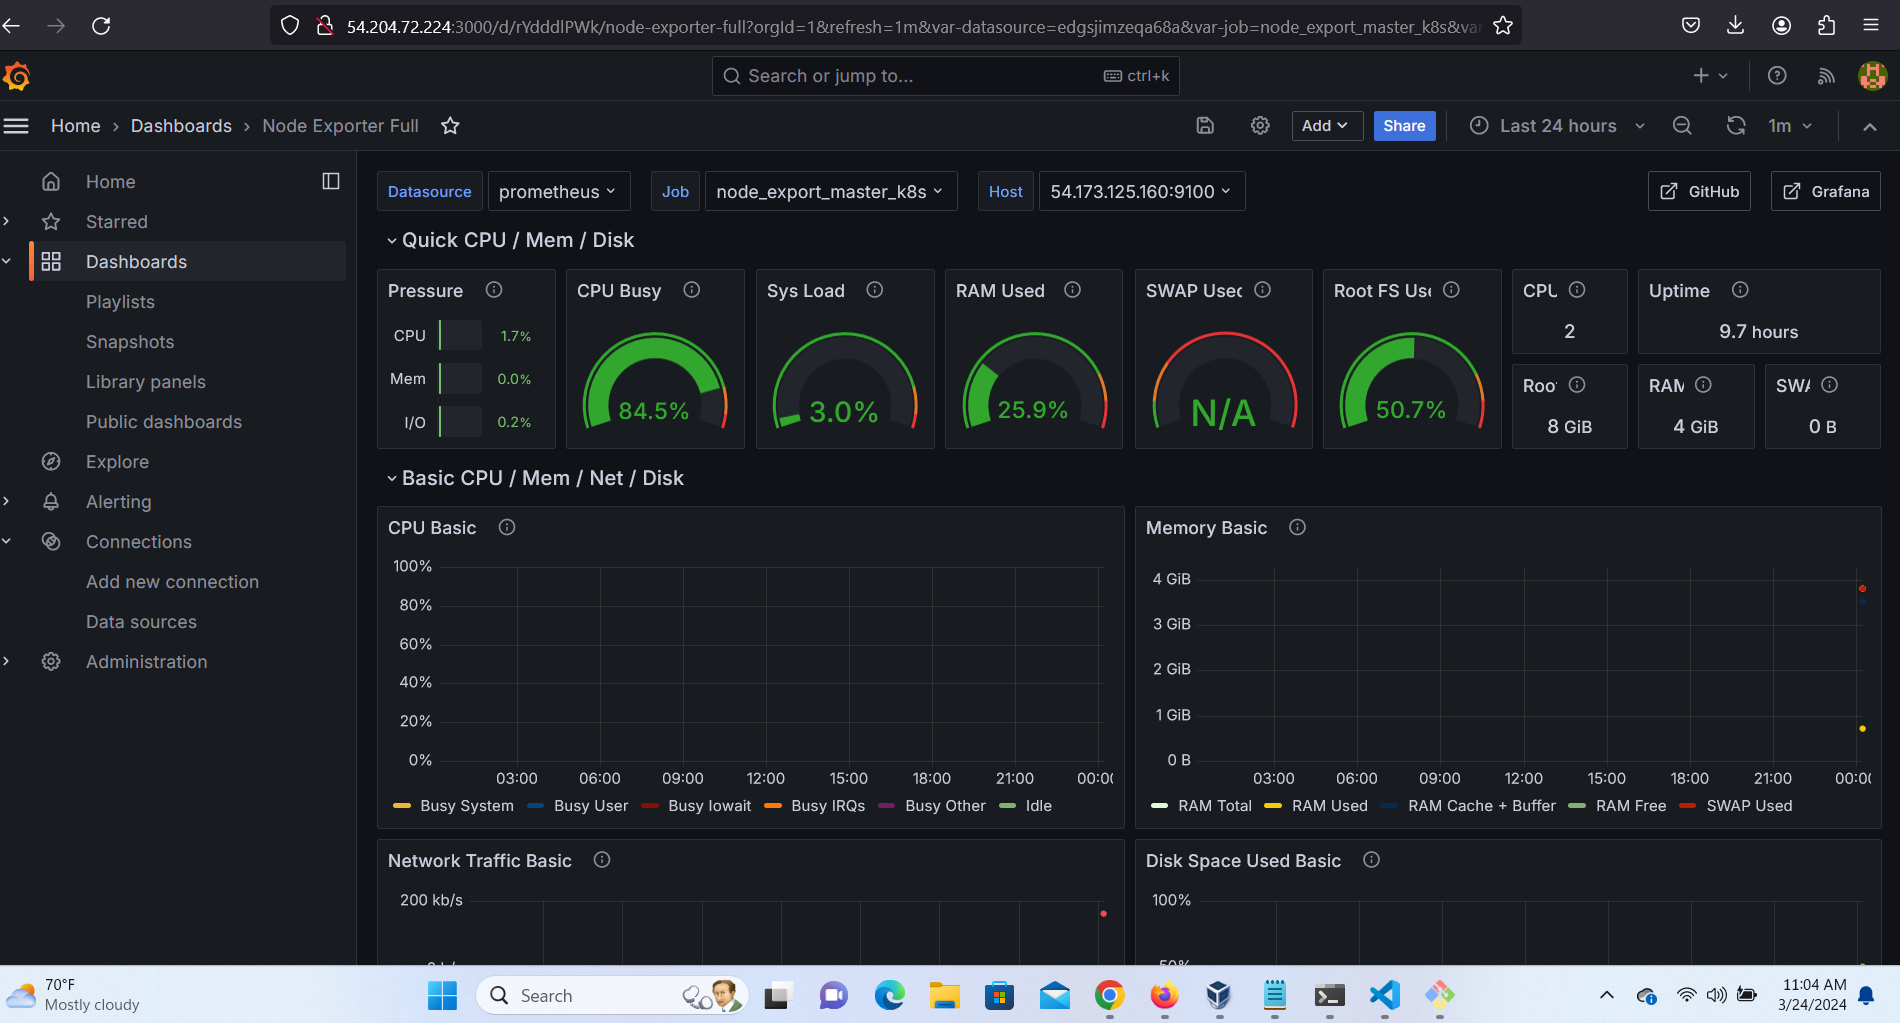 54.204.72.224:3000/d/rYdddlPWk/node-exporter-full?orgId=1&refresh=1m&var-datasource=edgsjimzeqa68a&var-job=node_export_master_k8s&va
Search or jump to... ctrl+k
Home › Dashboards › Node Exporter Full
Add Share Last 24 hours 1m
Home
Starred
Dashboards
Playlists
Snapshots
Library panels
Public dashboards
Explore
Alerting
Connections
Add new connection
Data sources
Administration
Datasource prometheus Job node_export_master_k8s Host 54.173.125.160:9100 GitHub Grafana
Quick CPU / Mem / Disk
Pressure
CPU 1.7%
Mem 0.0%
I/O 0.2%
CPU Busy
84.5%
Sys Load
3.0%
RAM Used
25.9%
SWAP Used
N/A
Root FS Use
50.7%
CPU
2
Uptime
9.7 hours
Roo
8 GiB
RAM
4 GiB
SWA
0 B
Basic CPU / Mem / Net / Disk
CPU Basic
100%
80%
60%
40%
20%
0%
03:00 06:00 09:00 12:00 15:00 18:00 21:00 00:00
Busy System Busy User Busy Iowait Busy IRQs Busy Other Idle
Memory Basic
4 GiB
3 GiB
2 GiB
1 GiB
0 B
03:00 06:00 09:00 12:00 15:00 18:00 21:00 00:00
RAM Total RAM Used RAM Cache + Buffer RAM Free SWAP Used
Network Traffic Basic
200 kb/s
Disk Space Used Basic
100%
50%
70°F
Mostly cloudy
Search
11:04 AM
3/24/2024